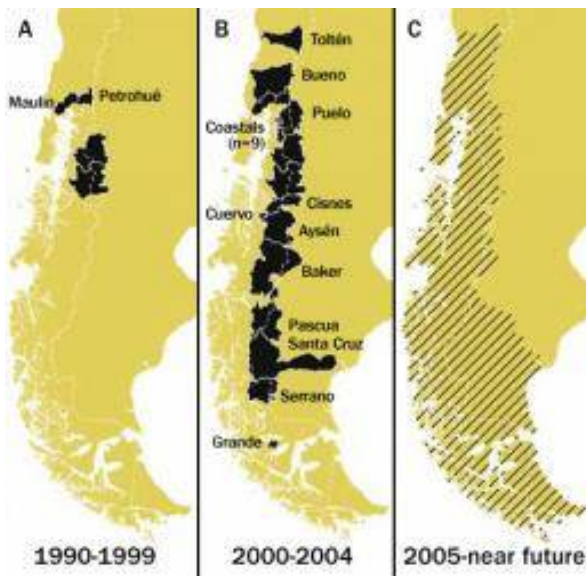 A
Maullin
Petrohué
1990-1999
B
Toltén
Bueno
Puelo
Coastals
(n=9)
Cisnes
Cuervo
Aysén
Baker
Pascua
Santa Cruz
Serrano
Grande
2000-2004
C
2005-near future